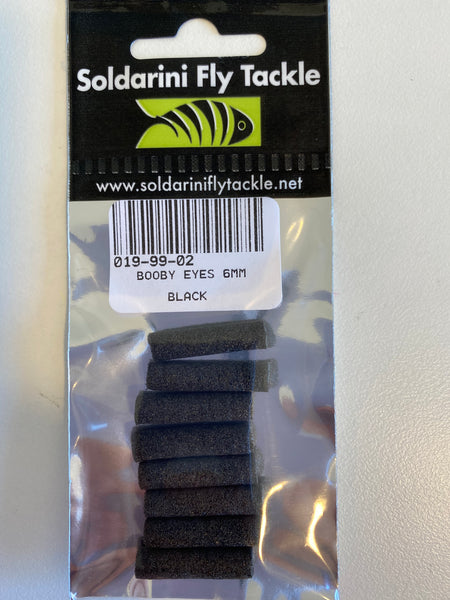 Soldarini Fly Tackle
www.soldariniflytackle.net
019-99-02
BOOBY EYES 6MM
BLACK